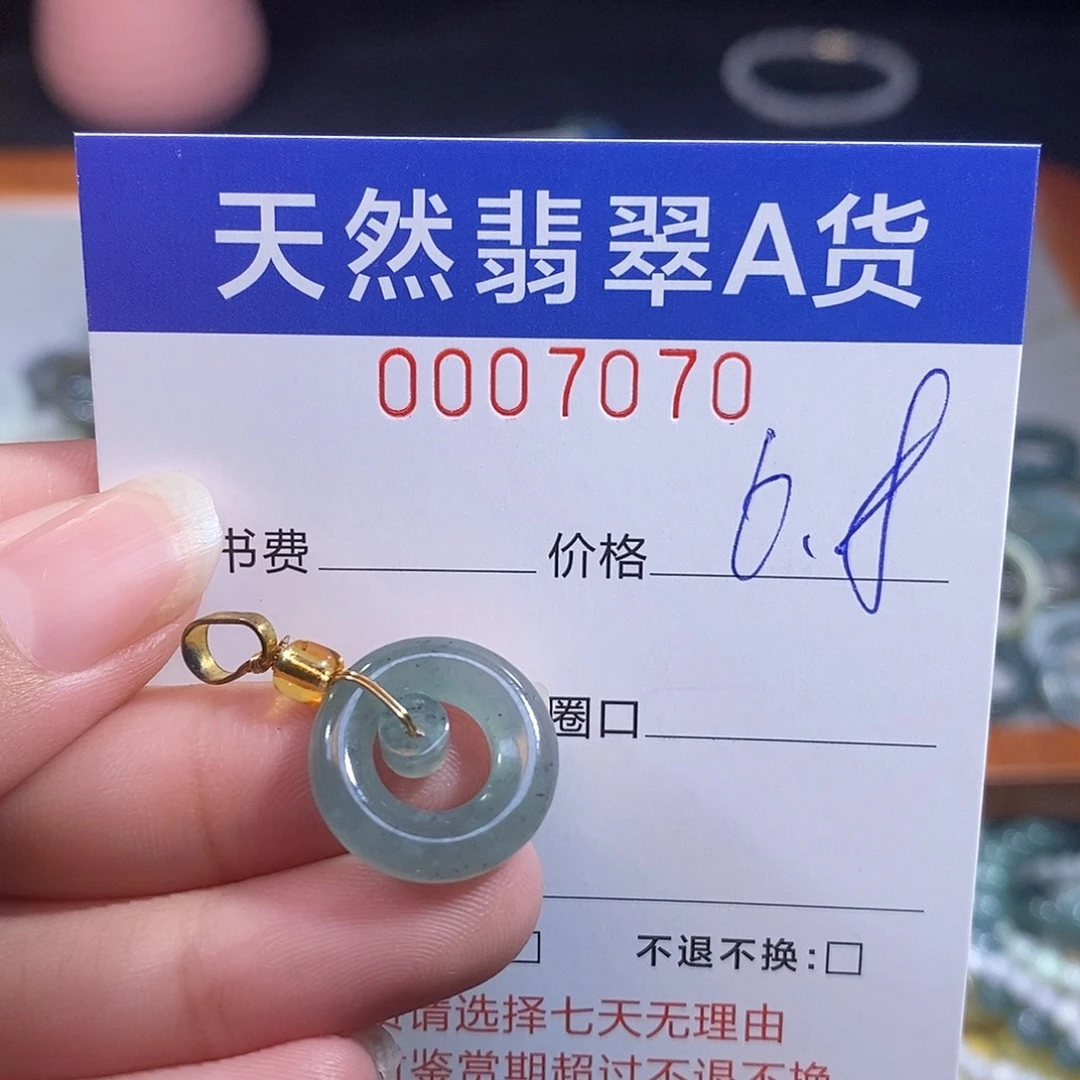 天然翡翠A货
0007070
书费 价格 6.8
圈口
不退不换:□
请选择七天无理由
鉴赏期超过不退不换